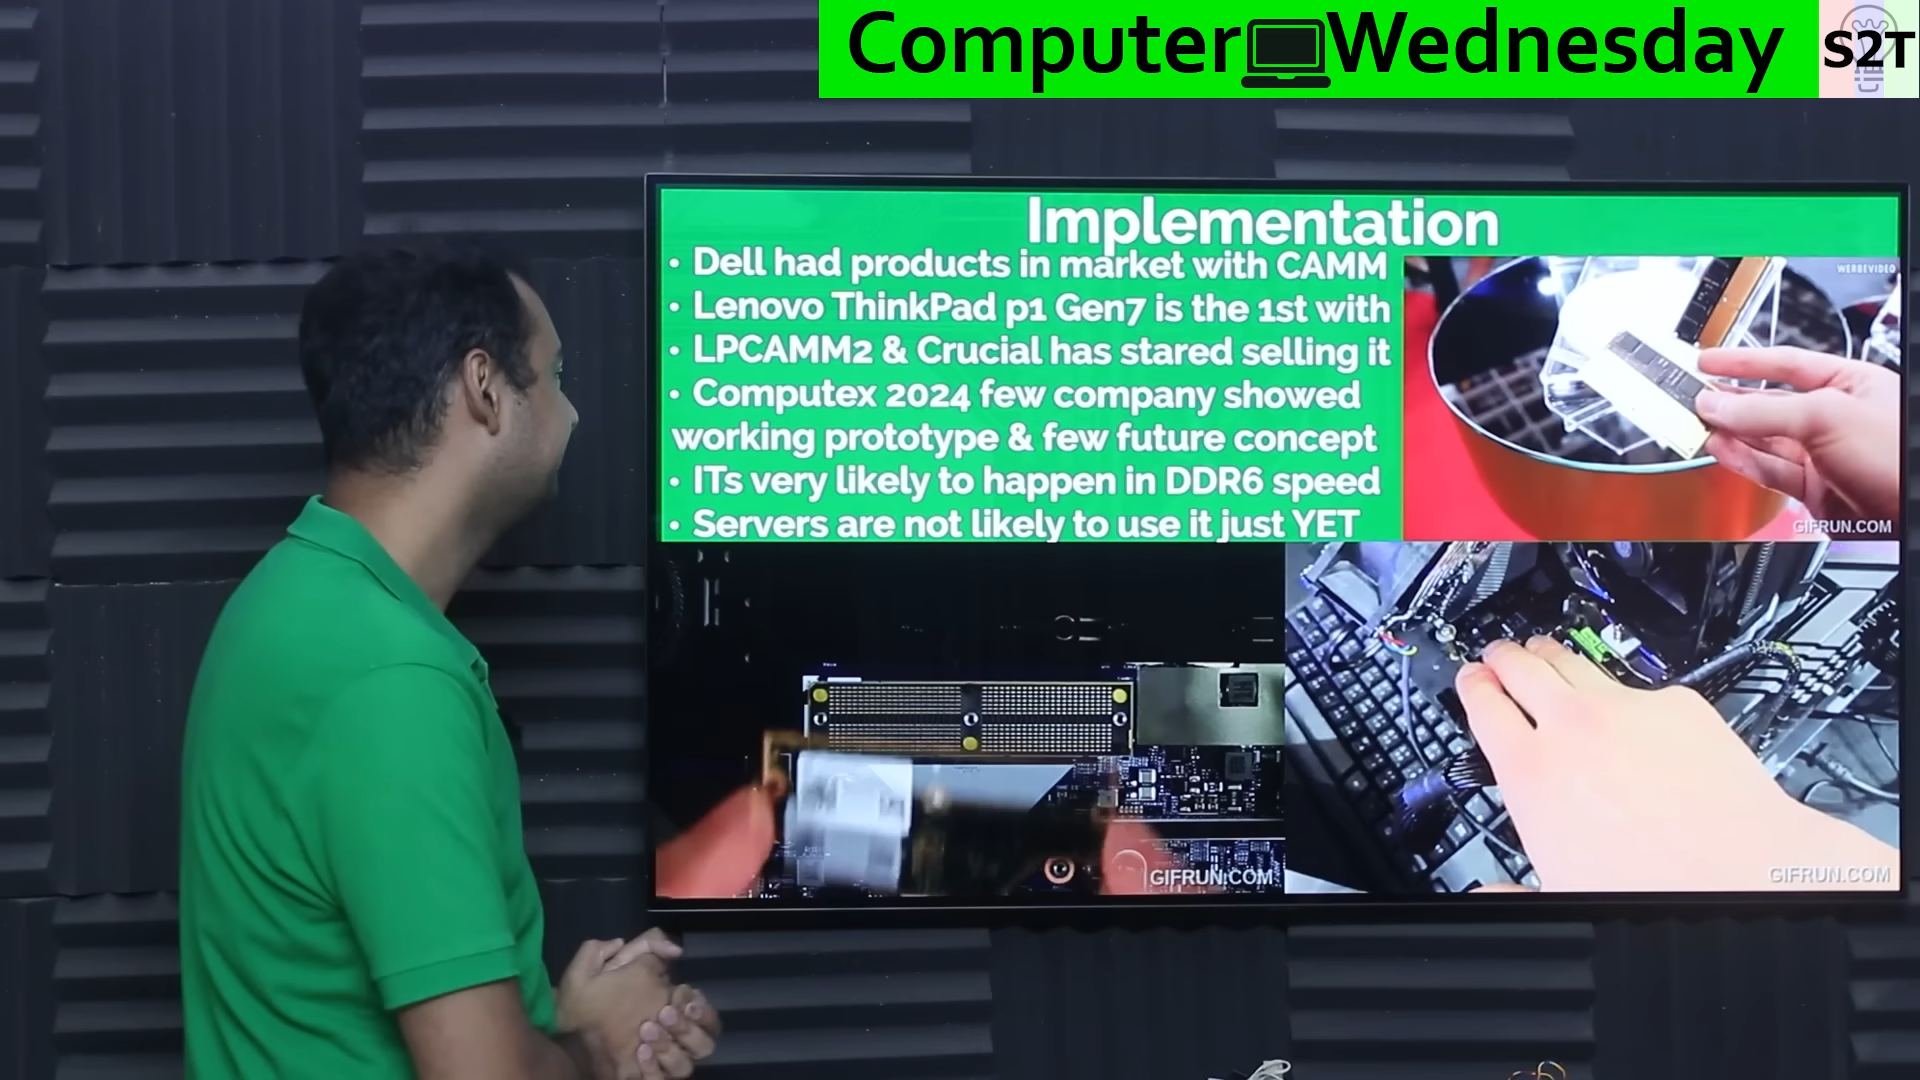 Computer Wednesday
S2T
Implementation
• Dell had products in market with CAMM
• Lenovo ThinkPad p1 Gen7 is the 1st with
• LPCAMM2 & Crucial has stared selling it
• Computex 2024 few company showed
working prototype & few future concept
• ITs very likely to happen in DDR6 speed
• Servers are not likely to use it just YET
WERBEVIDEO
GIFRUN.COM
GIFRUN.COM
GIFRUN.COM